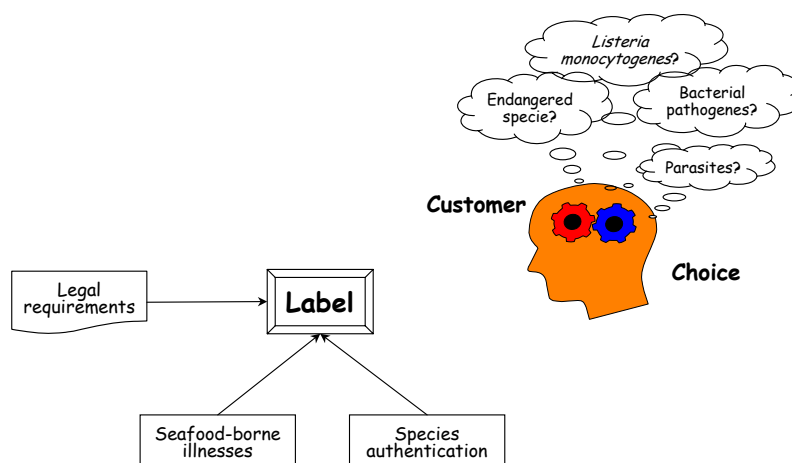 Listeria
monocytogenes?
Endangered
specie?
Bacterial
pathogenes?
Parasites?
Customer
Choice
Legal
requirements
Label
Seafood-borne
illnesses
Species
authentication